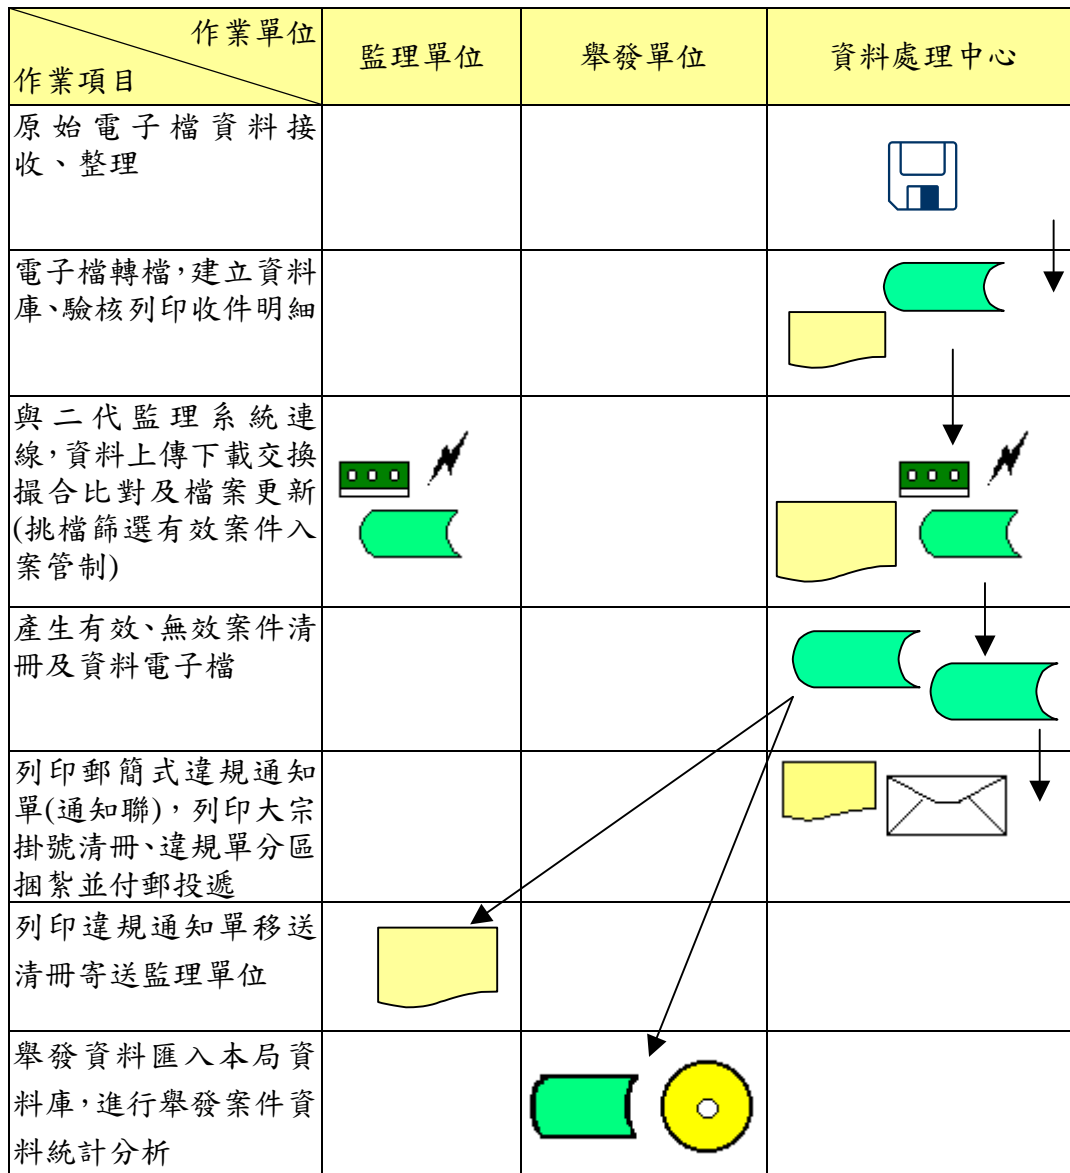 作業單位
作業項目
監理單位
舉發單位
資料處理中心
原始電子檔資料接
收、整理
電子檔轉檔，建立資料
庫、驗核列印收件明細
與二代監理系統連
線，資料上傳下載交換
撮合比對及檔案更新
(挑檔篩選有效案件入
案管制)
產生有效、無效案件清
冊及資料電子檔
列印郵簡式違規通知
單(通知聯)，列印大宗
掛號清冊、違規單分區
捆紮並付郵投遞
列印違規通知單移送
清冊寄送監理單位
舉發資料匯入本局資
料庫，進行舉發案件資
料統計分析